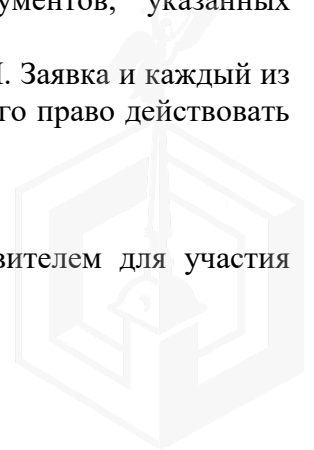 ументов, указанных
. Заявка и каждый из
го право действовать
вителем для участия